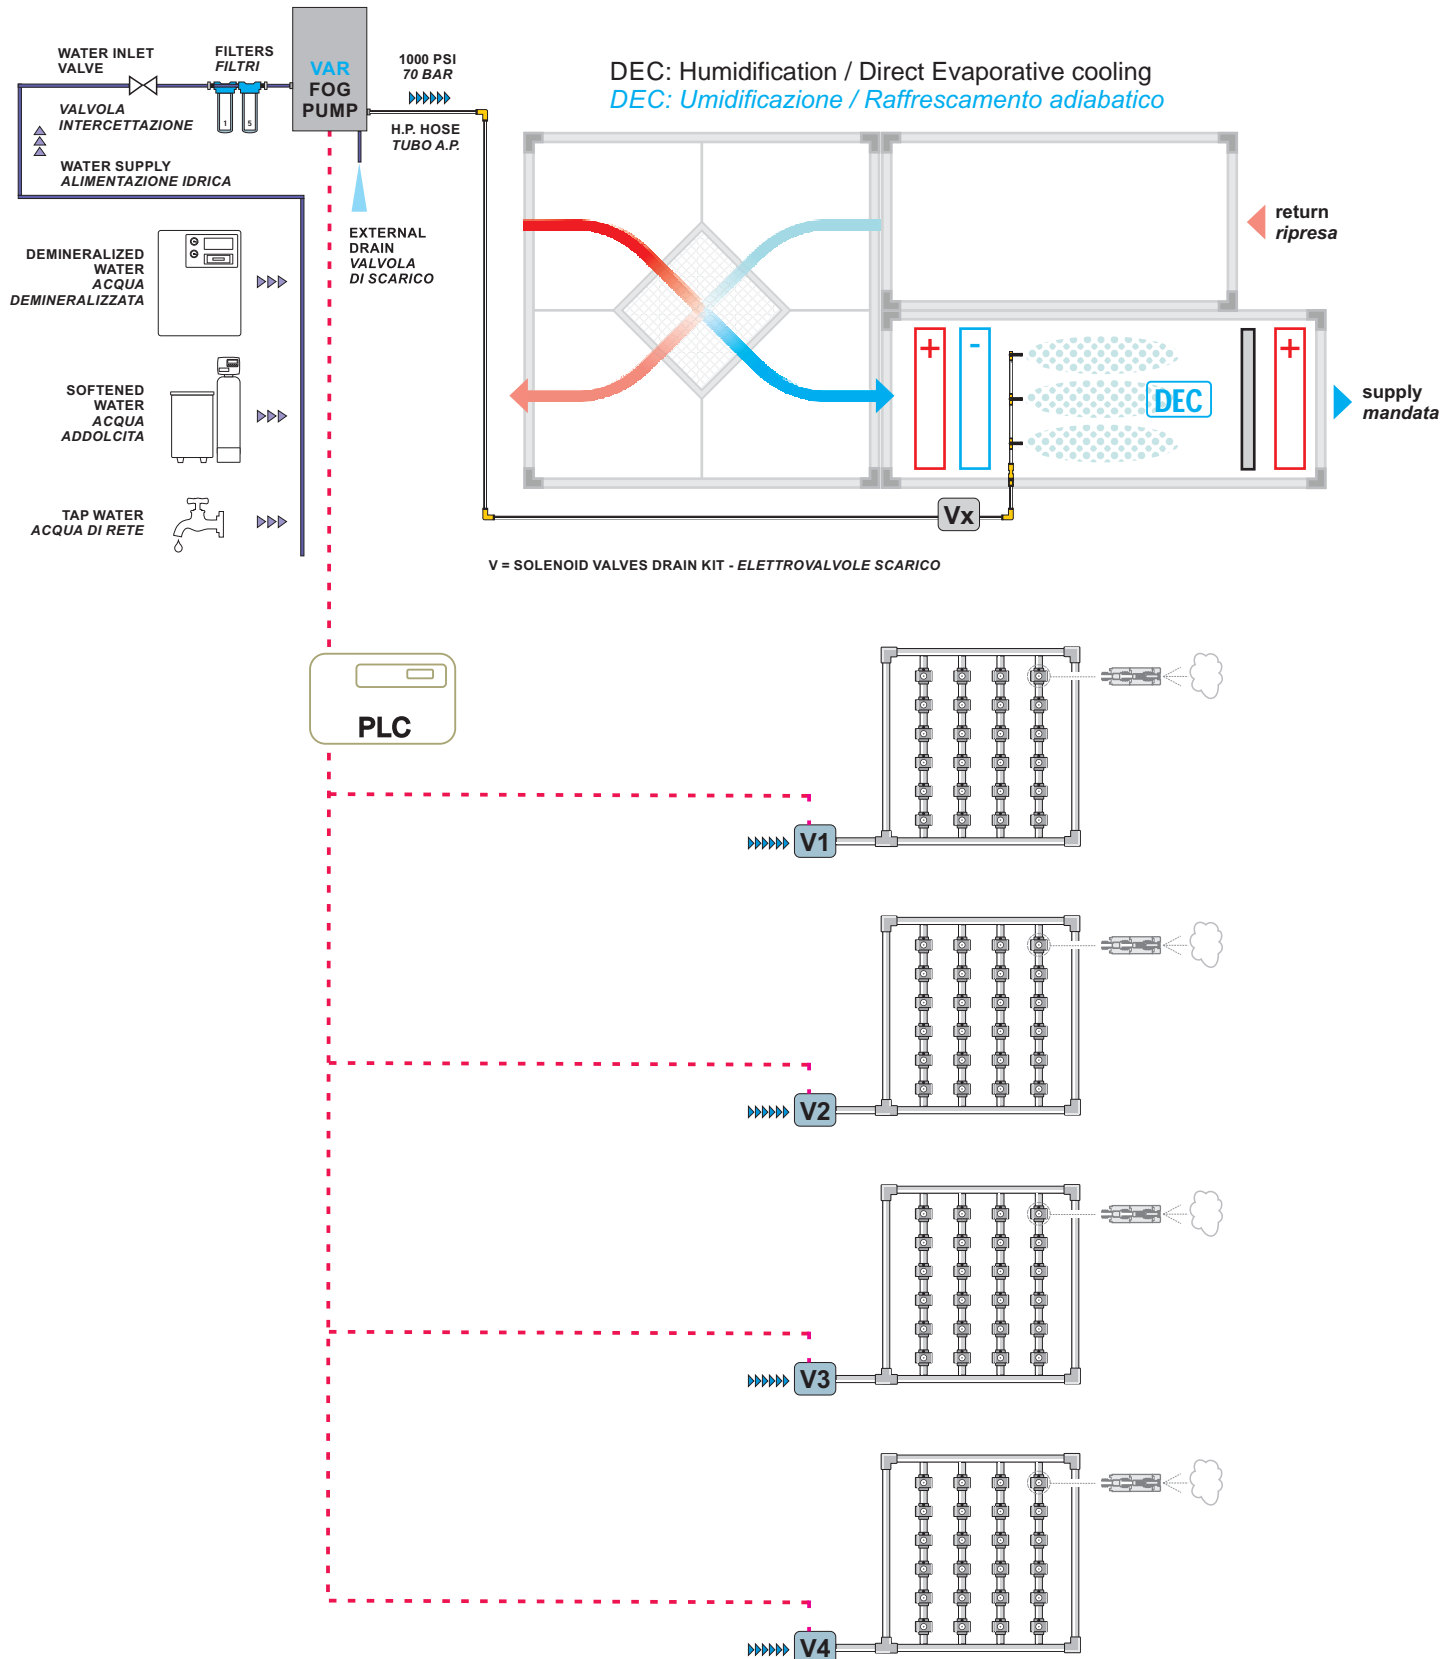 WATER INLET
VALVE
FILTERS
FILTRI
VAR
FOG
PUMP
1000 PSI
70 BAR
DEC: Humidification / Direct Evaporative cooling
DEC: Umidificazione / Raffrescamento adiabatico
VALVOLA
INTERCETTAZIONE
1
5
H.P. HOSE
TUBO A.P.
WATER SUPPLY
ALIMENTAZIONE IDRICA
EXTERNAL
DRAIN
VALVOLA
DI SCARICO
return
ripresa
DEMINERALIZED
WATER
ACQUA
DEMINERALIZZATA
+
-
+
DEC
supply
mandata
SOFTENED
WATER
ACQUA
ADDOLCITA
TAP WATER
ACQUA DI RETE
Vx
V = SOLENOID VALVES DRAIN KIT - ELETTROVALVOLE SCARICO
PLC
V1
V2
V3
V4